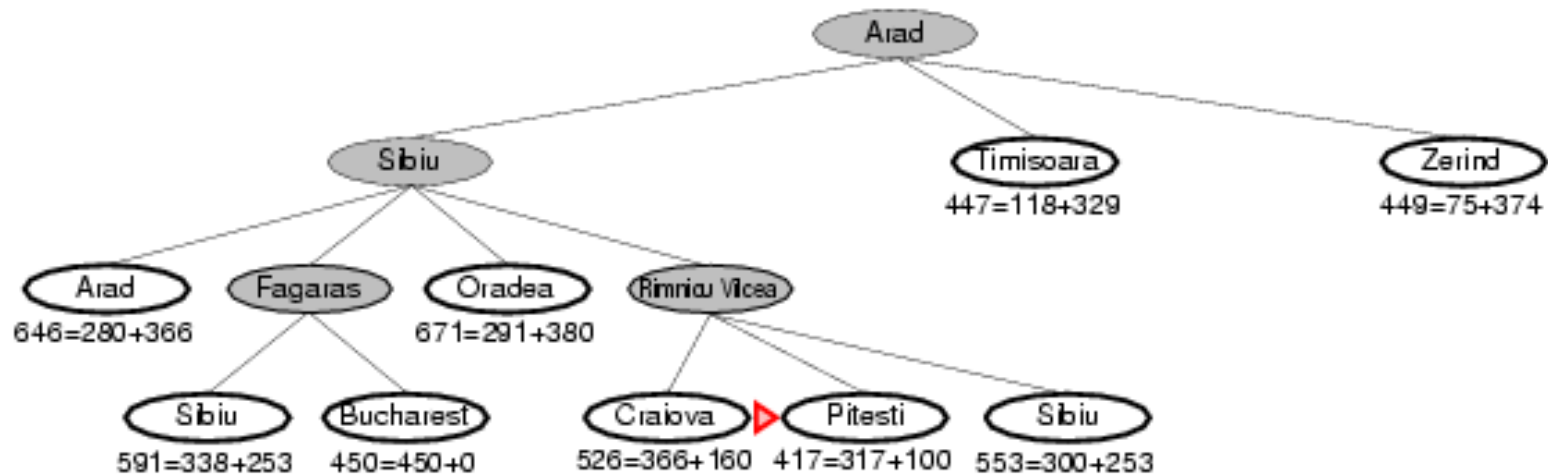 Arad
Sibiu
Timisoara
Zerind
447=118+329
449=75+374
Arad
Fagaras
Oradea
Rimnicu Vilcea
646=280+366
671=291+380
Sibiu
Bucharest
Craiova
Pitesti
Sibiu
591=338+253
450=450+0
526=366+160
417=317+100
553=300+253